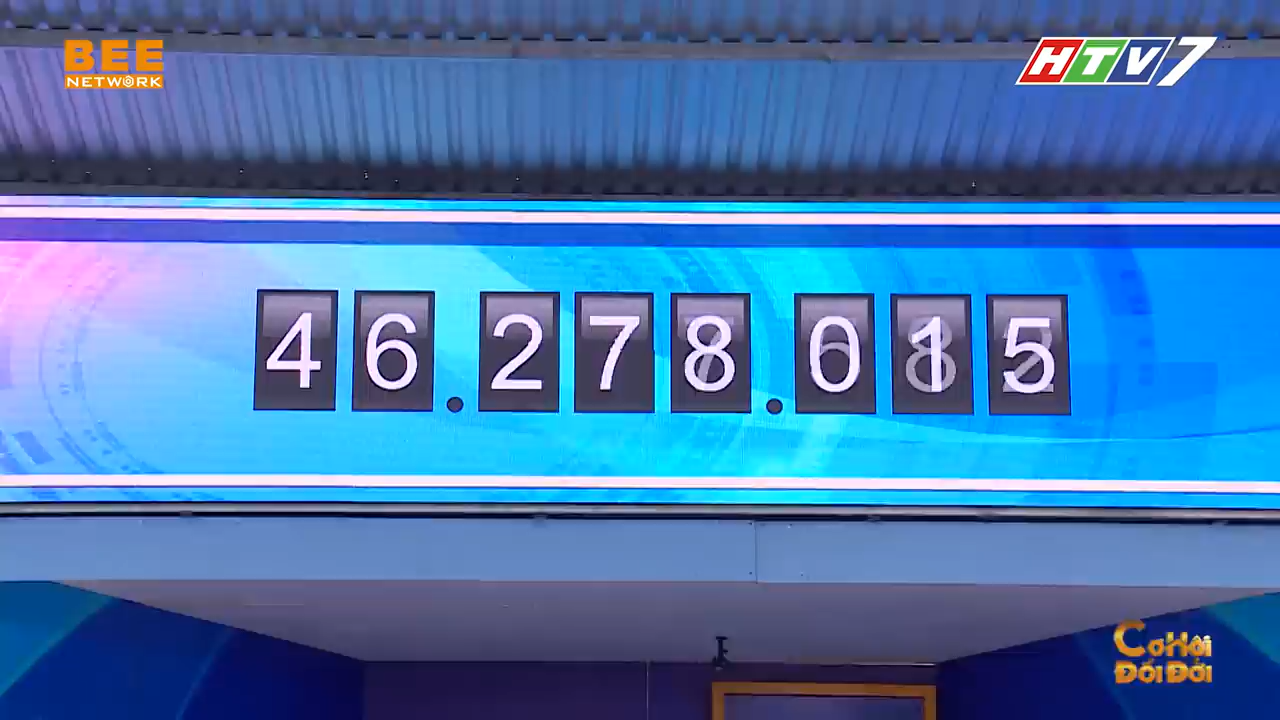 BEE
NETWORK
HTV7
46.278.015
Cơ Hội
Đổi Đời